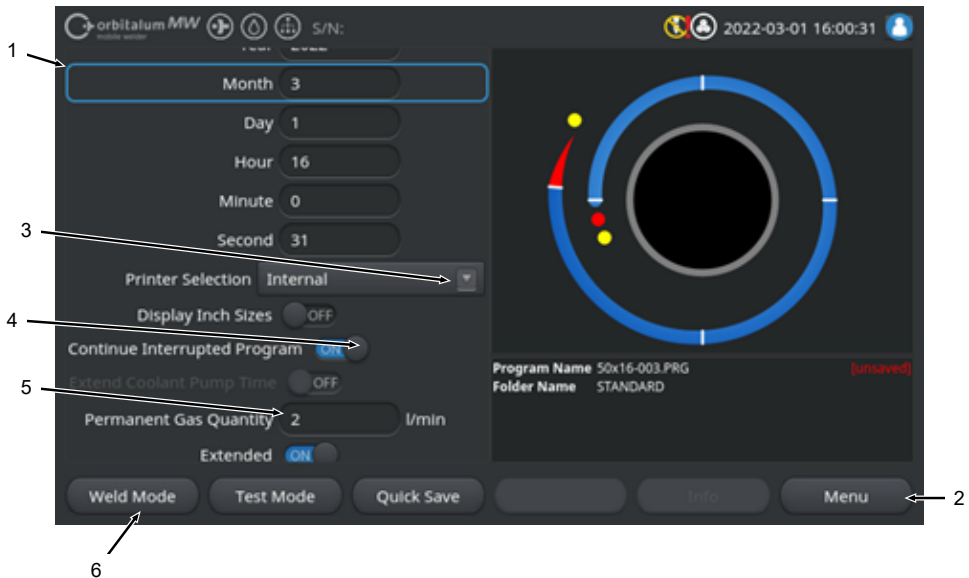 orbitalum MW S/N: 2022-03-01 16:00:31
mobile welder
1
Year 2022
Month 3
Day 1
Hour 16
Minute 0
Second 31
3
Printer Selection Internal
Display Inch Sizes OFF
4
Continue Interrupted Program ON
Extend Coolant Pump Time OFF
5
Permanent Gas Quantity 2 l/min
Extended ON
Program Name 50x16-003.PRG [unsaved]
Folder Name STANDARD
Weld Mode Test Mode Quick Save Info Menu
2
6